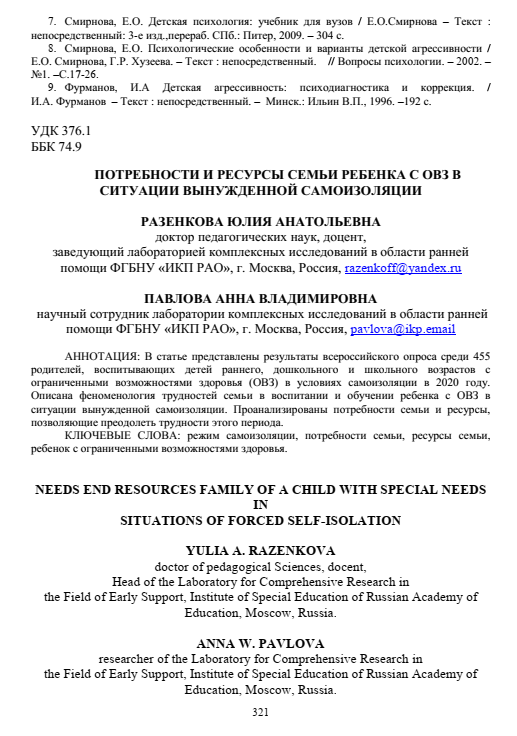 7. Смирнова, Е.О. Детская психология: учебник для вузов / Е.О.Смирнова – Текст :
непосредственный: 3-е изд.,перераб. СПб.: Питер, 2009. – 304 с.
8. Смирнова, Е.О. Психологические особенности и варианты детской агрессивности /
Е.О. Смирнова, Г.Р. Хузеева. – Текст : непосредственный. // Вопросы психологии. – 2002. –
№1. –С.17-26.
9. Фурманов, И.А Детская агрессивность: психодиагностика и коррекция. /
И.А. Фурманов – Текст : непосредственный. – Минск.: Ильин В.П., 1996. –192 с.
УДК 376.1
ББК 74.9
ПОТРЕБНОСТИ И РЕСУРСЫ СЕМЬИ РЕБЕНКА С ОВЗ В
СИТУАЦИИ ВЫНУЖДЕННОЙ САМОИЗОЛЯЦИИ
РАЗЕНКОВА ЮЛИЯ АНАТОЛЬЕВНА
доктор педагогических наук, доцент,
заведующий лабораторией комплексных исследований в области ранней
помощи ФГБНУ «ИКП РАО», г. Москва, Россия, razenkoff@yandex.ru
ПАВЛОВА АННА ВЛАДИМИРОВНА
научный сотрудник лаборатории комплексных исследований в области ранней
помощи ФГБНУ «ИКП РАО», г. Москва, Россия, pavlova@ikp.email
АННОТАЦИЯ: В статье представлены результаты всероссийского опроса среди 455
родителей, воспитывающих детей раннего, дошкольного и школьного возрастов с
ограниченными возможностями здоровья (ОВЗ) в условиях самоизоляции в 2020 году.
Описана феноменология трудностей семьи в воспитании и обучении ребенка с ОВЗ в
ситуации вынужденной самоизоляции. Проанализированы потребности семьи и ресурсы,
позволяющие преодолеть трудности этого периода.
КЛЮЧЕВЫЕ СЛОВА: режим самоизоляции, потребности семьи, ресурсы семьи,
ребенок с ограниченными возможностями здоровья.
NEEDS END RESOURCES FAMILY OF A CHILD WITH SPECIAL NEEDS
IN
SITUATIONS OF FORCED SELF-ISOLATION
YULIA A. RAZENKOVA
doctor of pedagogical Sciences, docent,
Head of the Laboratory for Comprehensive Research in
the Field of Early Support, Institute of Special Education of Russian Academy of
Education, Moscow, Russia.
ANNA W. PAVLOVA
researcher of the Laboratory for Comprehensive Research in
the Field of Early Support, Institute of Special Education of Russian Academy of
Education, Moscow, Russia.
321